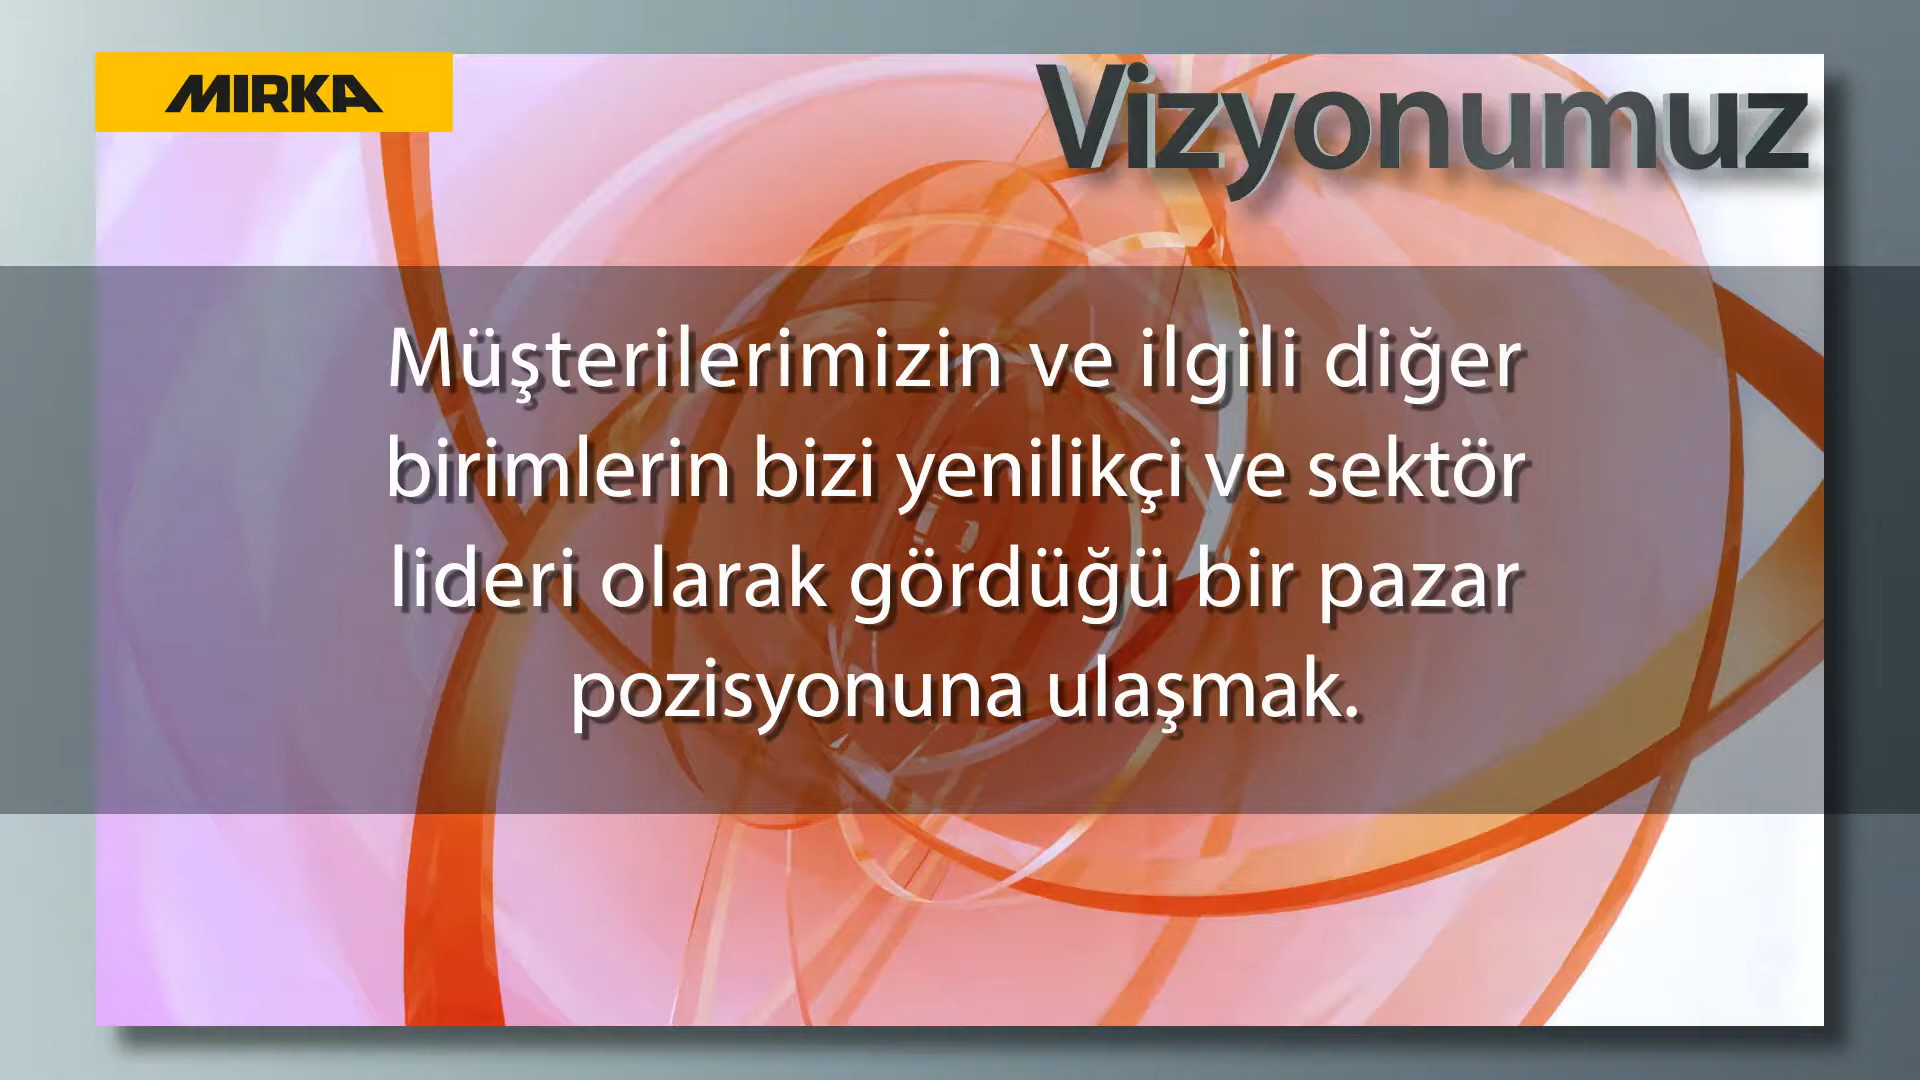 MIRKA
Vizyonumuz
Müşterilerimizin ve ilgili diğer
birimlerin bizi yenilikçi ve sektör
lideri olarak gördüğü bir pazar
pozisyonuna ulaşmak.